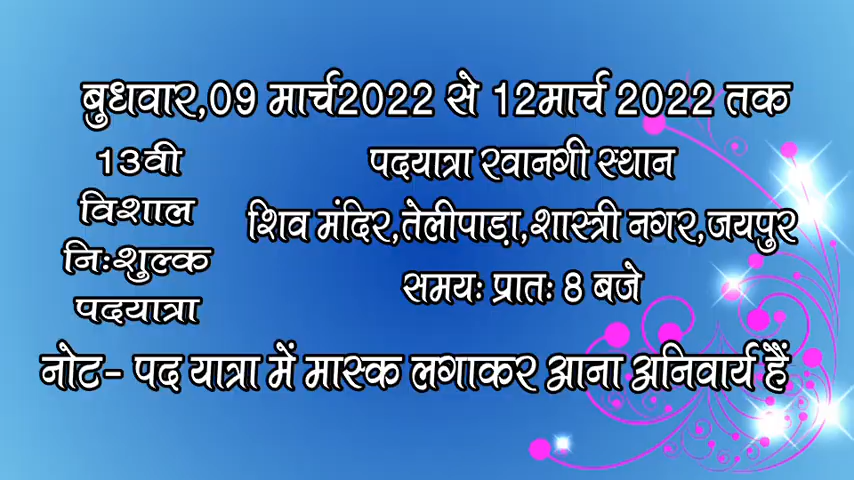 बुधवार,09 मार्च2022 से 12मार्च 2022 तक
13वी
विशाल
निःशुल्क
पदयात्रा
पदयात्रा रवानगी स्थान
शिव मंदिर,तेलीपाड़ा,शास्त्री नगर,जयपुर
समयः प्रातः 8 बजे
नोट- पद यात्रा में मास्क लगाकर आना अनिवार्य हैं